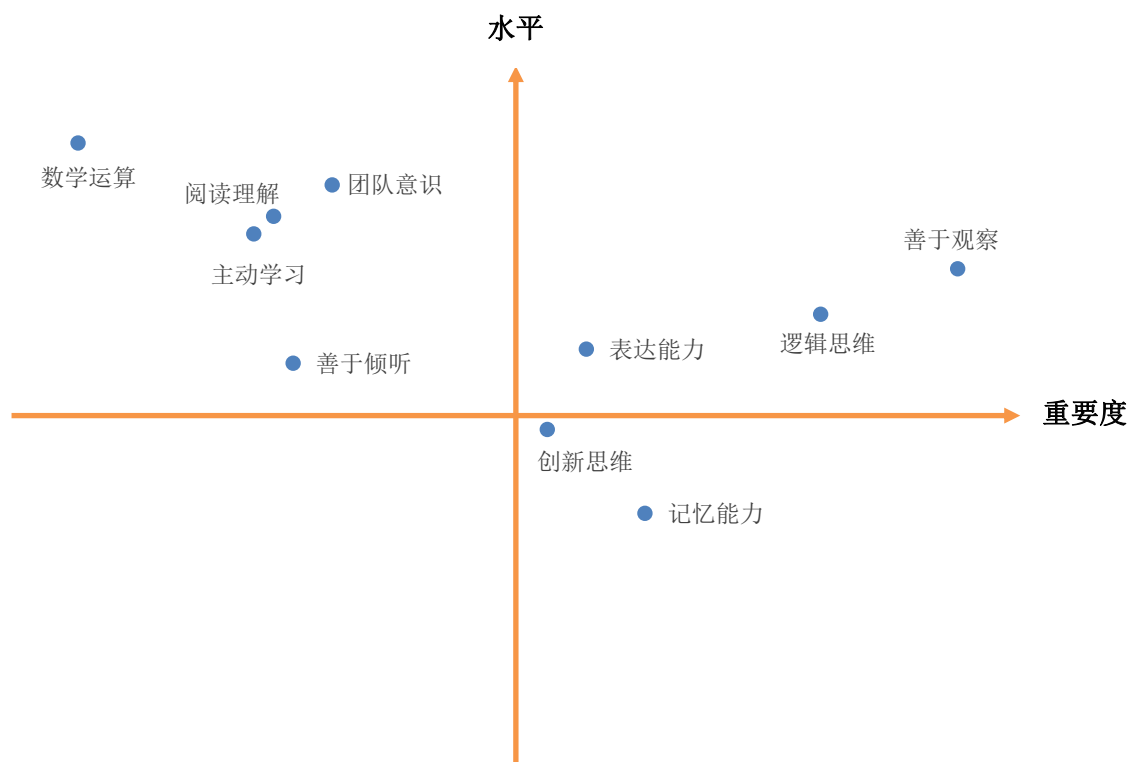 水平
数学运算
阅读理解
团队意识
主动学习
善于观察
善于倾听
表达能力
逻辑思维
重要度
创新思维
记忆能力